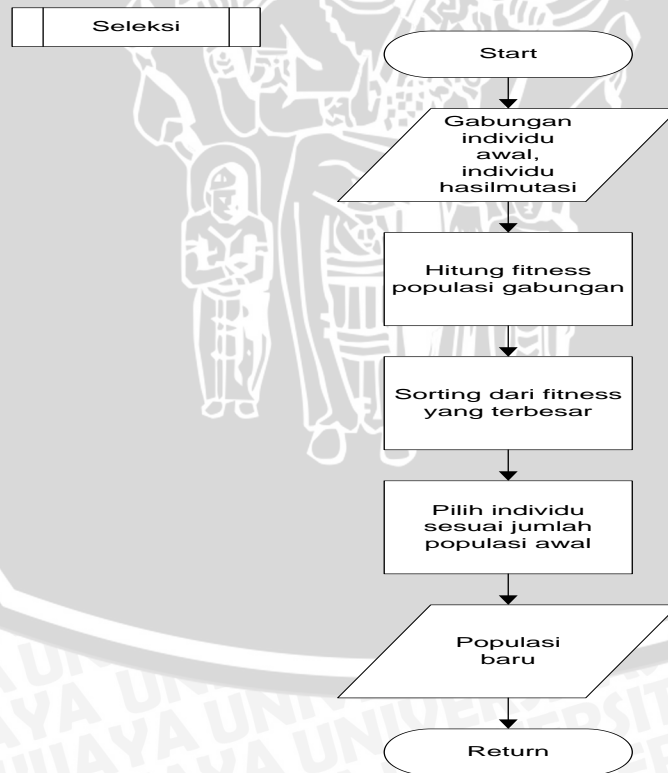 Seleksi
Start
Gabungan
individu
awal,
individu
hasilmutasi
Hitung fitness
populasi gabungan
Sorting dari fitness
yang terbesar
Pilih individu
sesuai jumlah
populasi awal
Populasi
baru
Return